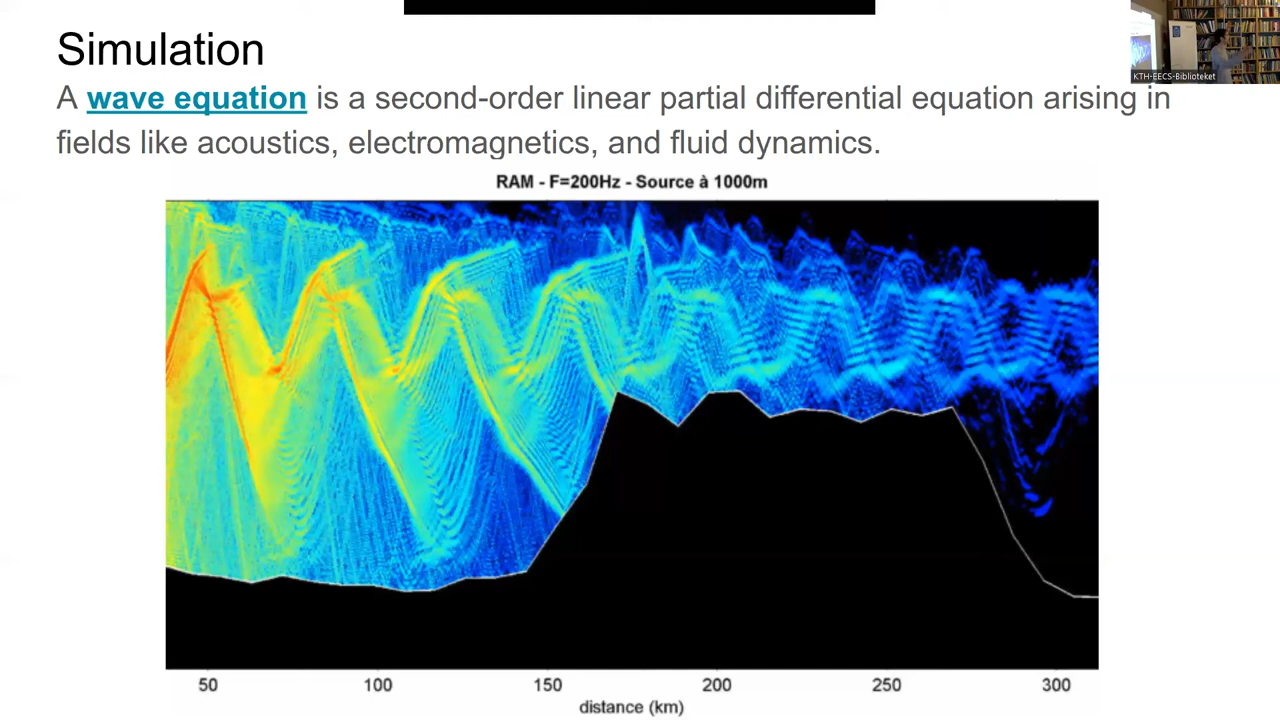 Simulation
A wave equation is a second-order linear partial differential equation arising in
fields like acoustics, electromagnetics, and fluid dynamics.
KTH-EECS-Biblioteket
RAM - F=200Hz - Source à 1000m
50 100 150 200 250 300
distance (km)